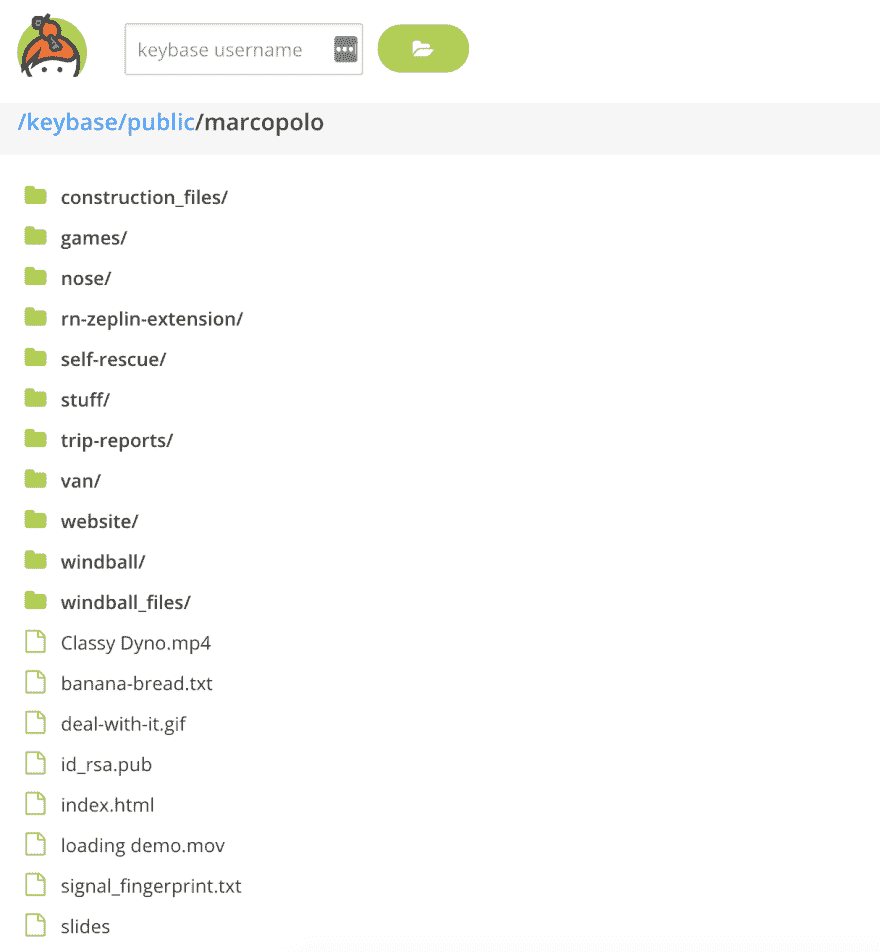 keybase username
/keybase/public/marcopolo
construction_files/
games/
nose/
rn-zeplin-extension/
self-rescue/
stuff/
trip-reports/
van/
website/
windball/
windball_files/
Classy Dyno.mp4
banana-bread.txt
deal-with-it.gif
id_rsa.pub
index.html
loading demo.mov
signal_fingerprint.txt
slides